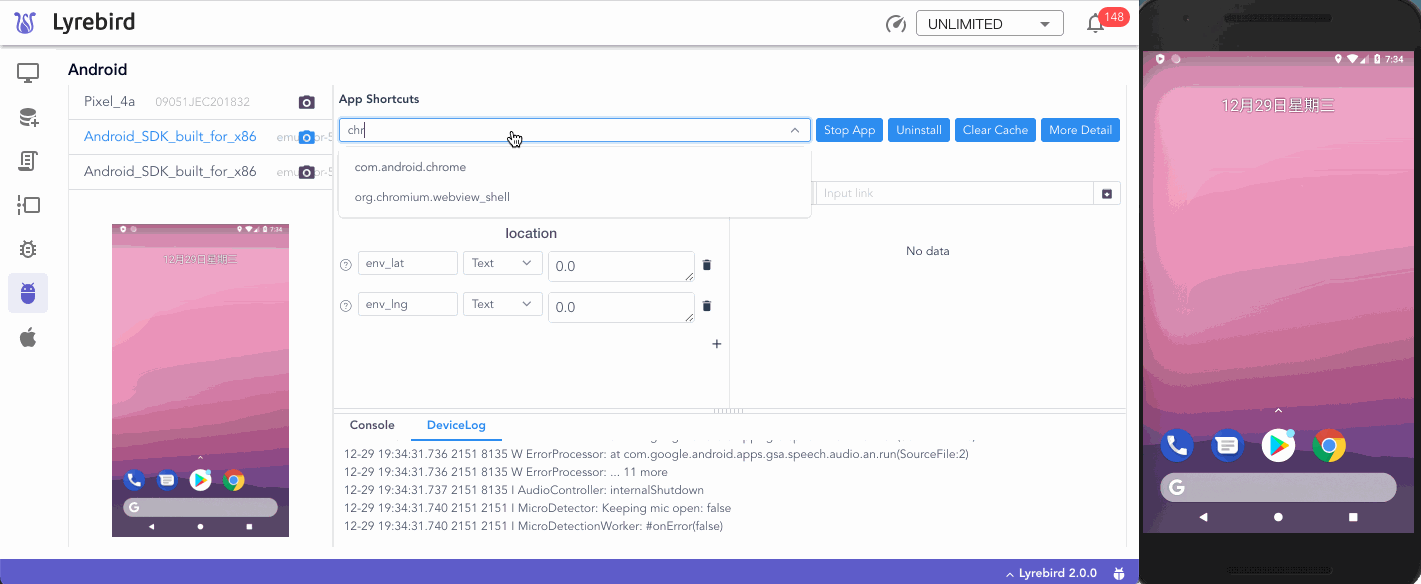 Lyrebird
UNLIMITED
148
Android
Pixel_4a 09051JEC201832
Android_SDK_built_for_x86
Android_SDK_built_for_x86
7:34
12月29日星期三
G
App Shortcuts
chr
Stop App
Uninstall
Clear Cache
More Detail
com.android.chrome
org.chromium.webview_shell
Input link
location
env_lat Text 0.0
env_lng Text 0.0
+
No data
Console DeviceLog
12-29 19:34:31.736 2151 8135 W ErrorProcessor: at com.google.android.apps.gsa.speech.audio.an.run(SourceFile:2)
12-29 19:34:31.736 2151 8135 W ErrorProcessor: ... 11 more
12-29 19:34:31.737 2151 8135 I AudioController: internalShutdown
12-29 19:34:31.740 2151 2151 I MicroDetector: Keeping mic open: false
12-29 19:34:31.740 2151 2151 I MicroDetectionWorker: #onError(false)
Lyrebird 2.0.0
7:34
12月29日星期三
G